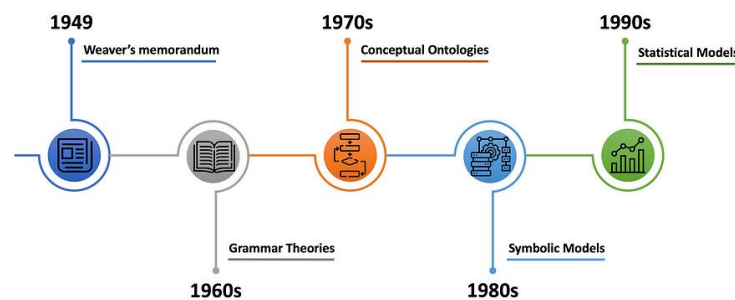 1949
Weaver's memorandum
Grammar Theories
1960s
1970s
Conceptual Ontologies
Symbolic Models
1980s
1990s
Statistical Models